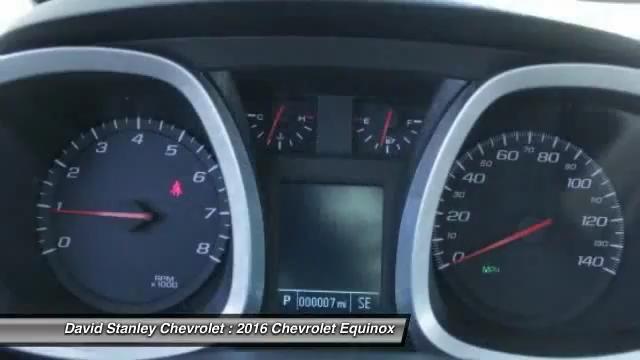 C H
E F
0 1 2 3 4 5 6 7 8
RPM
x1000
0 20 40 60 80 100 120 140
MPH
P 000007 mi SE
David Stanley Chevrolet : 2016 Chevrolet Equinox